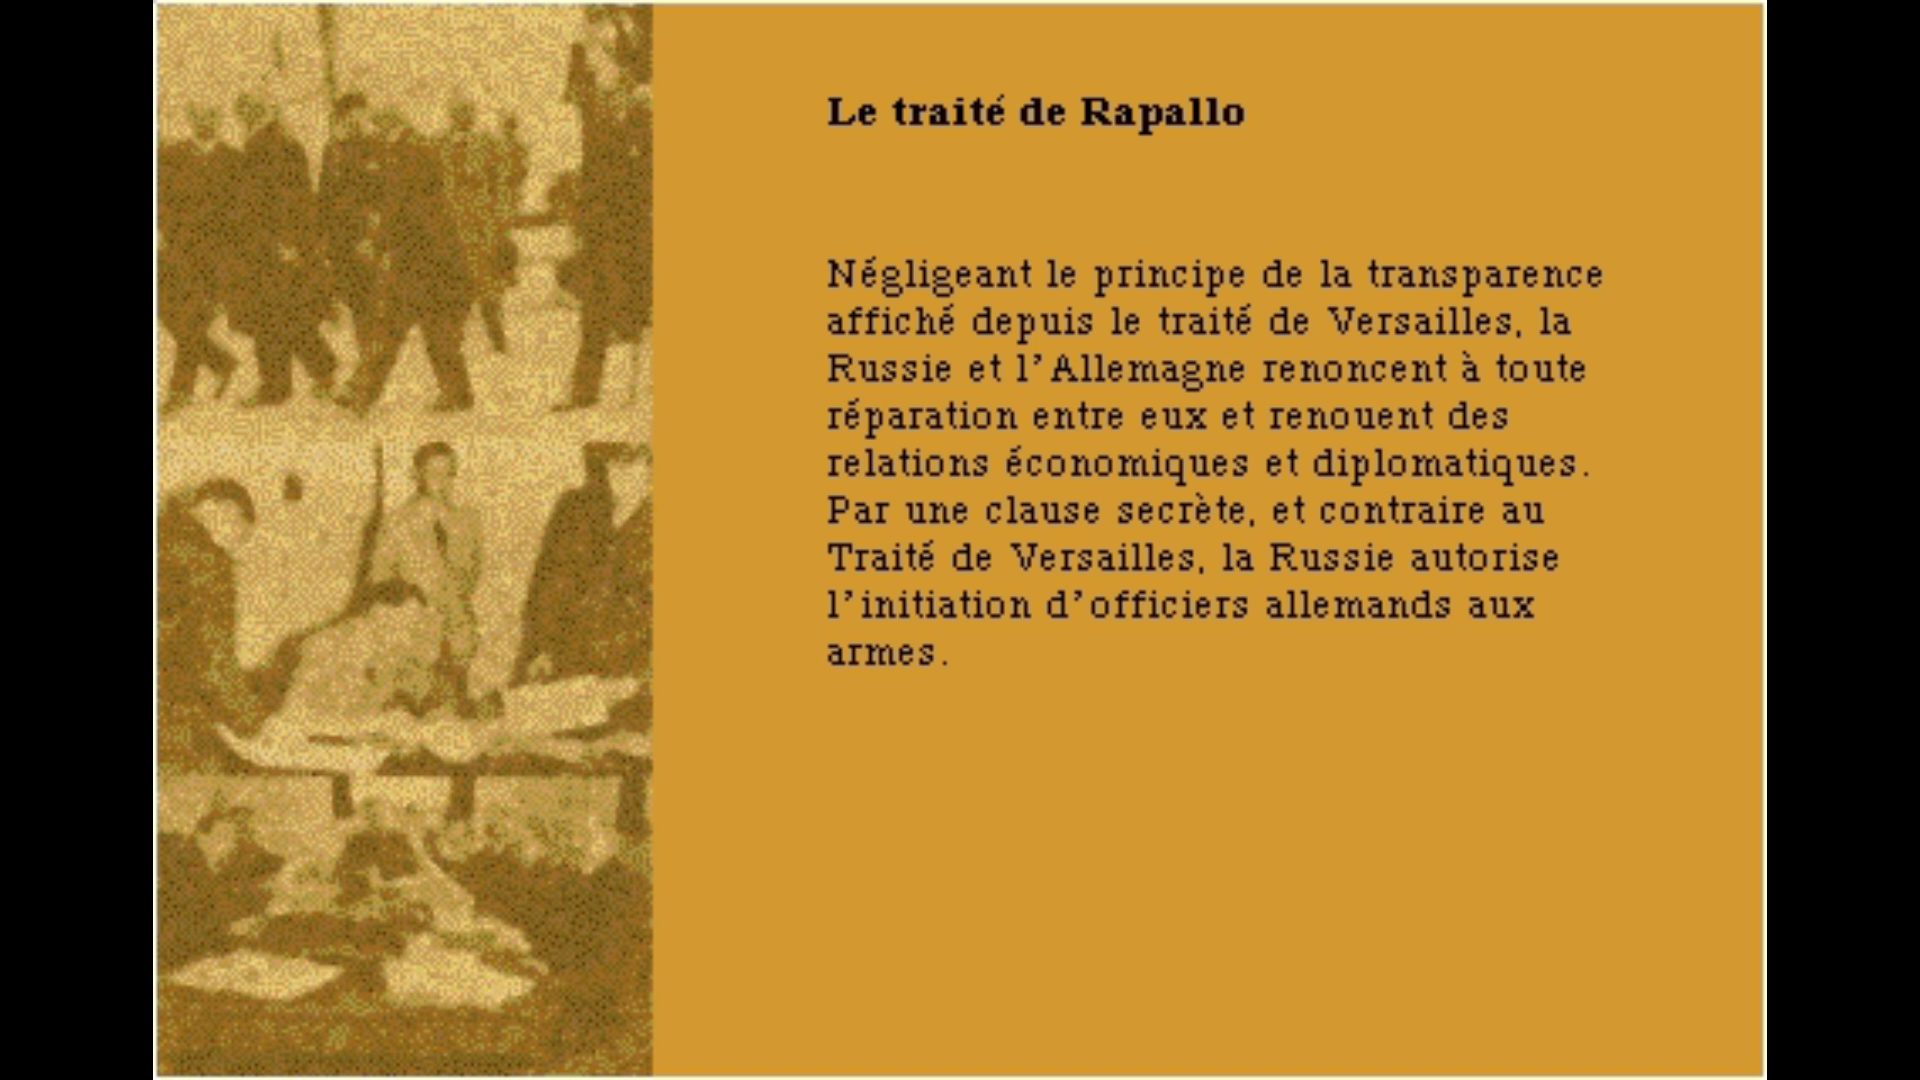 Le traité de Rapallo
Négligeant le principe de la transparence
affiché depuis le traité de Versailles, la
Russie et l'Allemagne renoncent à toute
réparation entre eux et renouent des
relations économiques et diplomatiques.
Par une clause secrète, et contraire au
Traité de Versailles, la Russie autorise
l'initiation d'officiers allemands aux
armes.